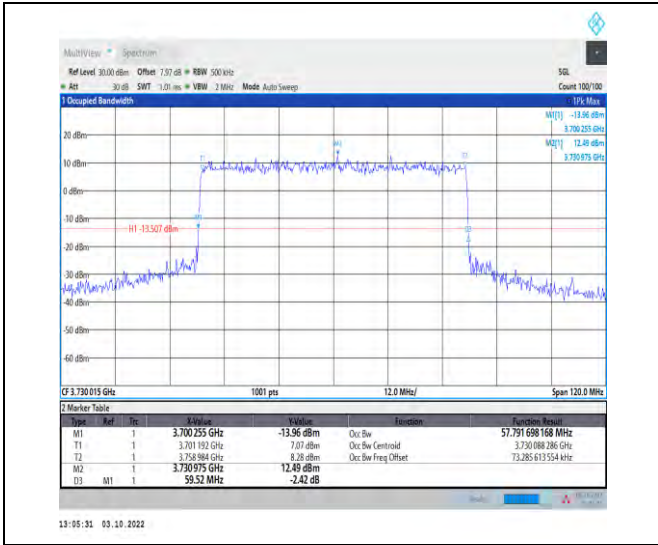 MultiView Spectrum
Ref Level 30.00 dBm Offset 7.97 dB RBW 500 kHz SGL
Att 30 dB SWT 1.01 ms VBW 2 MHz Mode Auto Sweep Count 100/100
1 Occupied Bandwidth 1Pk Max
M1[1] -13.96 dBm
3.700 255 GHz
M2[1] 12.49 dBm
3.730 975 GHz
20 dBm
M2
T1
10 dBm
0 dBm
-10 dBm
H1 -13.507 dBm
-20 dBm
-30 dBm
-40 dBm
-50 dBm
-60 dBm
CF 3.730 015 GHz 1001 pts 12.0 MHz/ Span 120.0 MHz
2 Marker Table
Type Ref Trc X-Value Y-Value Function Function Result
M1 1 3.700 255 GHz -13.96 dBm Occ Bw 57.791 698 168 MHz
T1 1 3.701 192 GHz 7.07 dBm Occ Bw Centroid 3.730 088 286 GHz
T2 1 3.758 984 GHz 8.28 dBm Occ Bw Freq Offset 73.285 613 554 kHz
M2 1 3.730 975 GHz 12.49 dBm
D3 M1 1 59.52 MHz -2.42 dB
13:05:31 03.10.2022